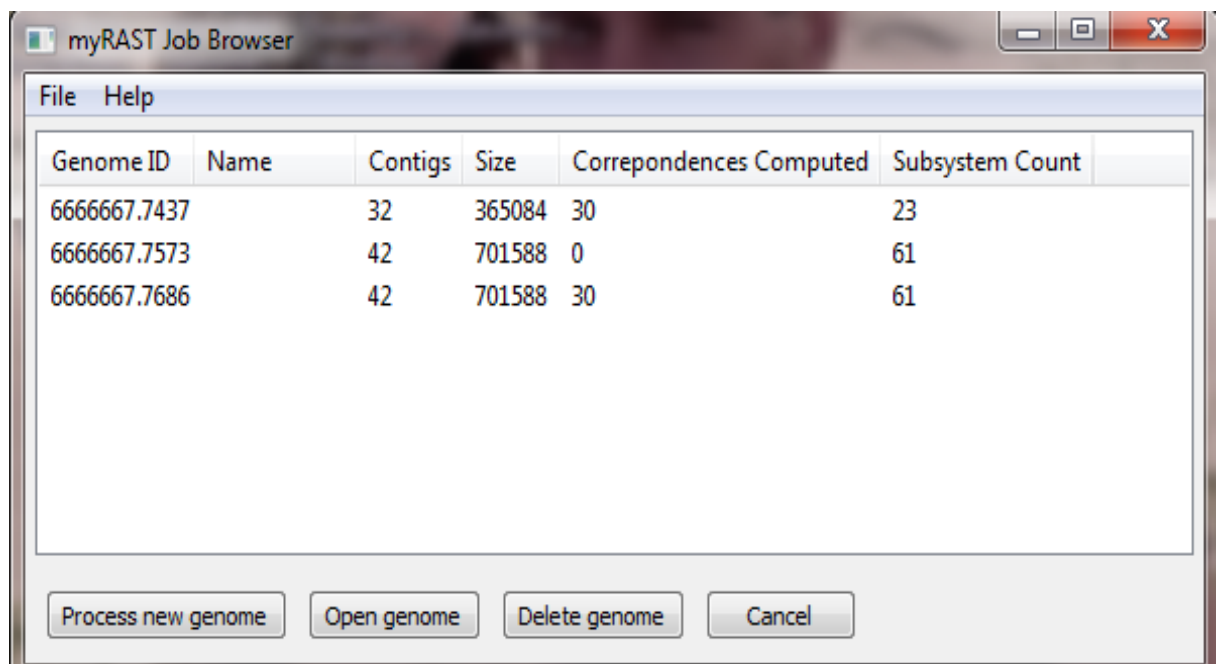 myRAST Job Browser
File Help
Genome ID Name Contigs Size Correpondences Computed Subsystem Count
6666667.7437 32 365084 30 23
6666667.7573 42 701588 0 61
6666667.7686 42 701588 30 61
Process new genome Open genome Delete genome Cancel